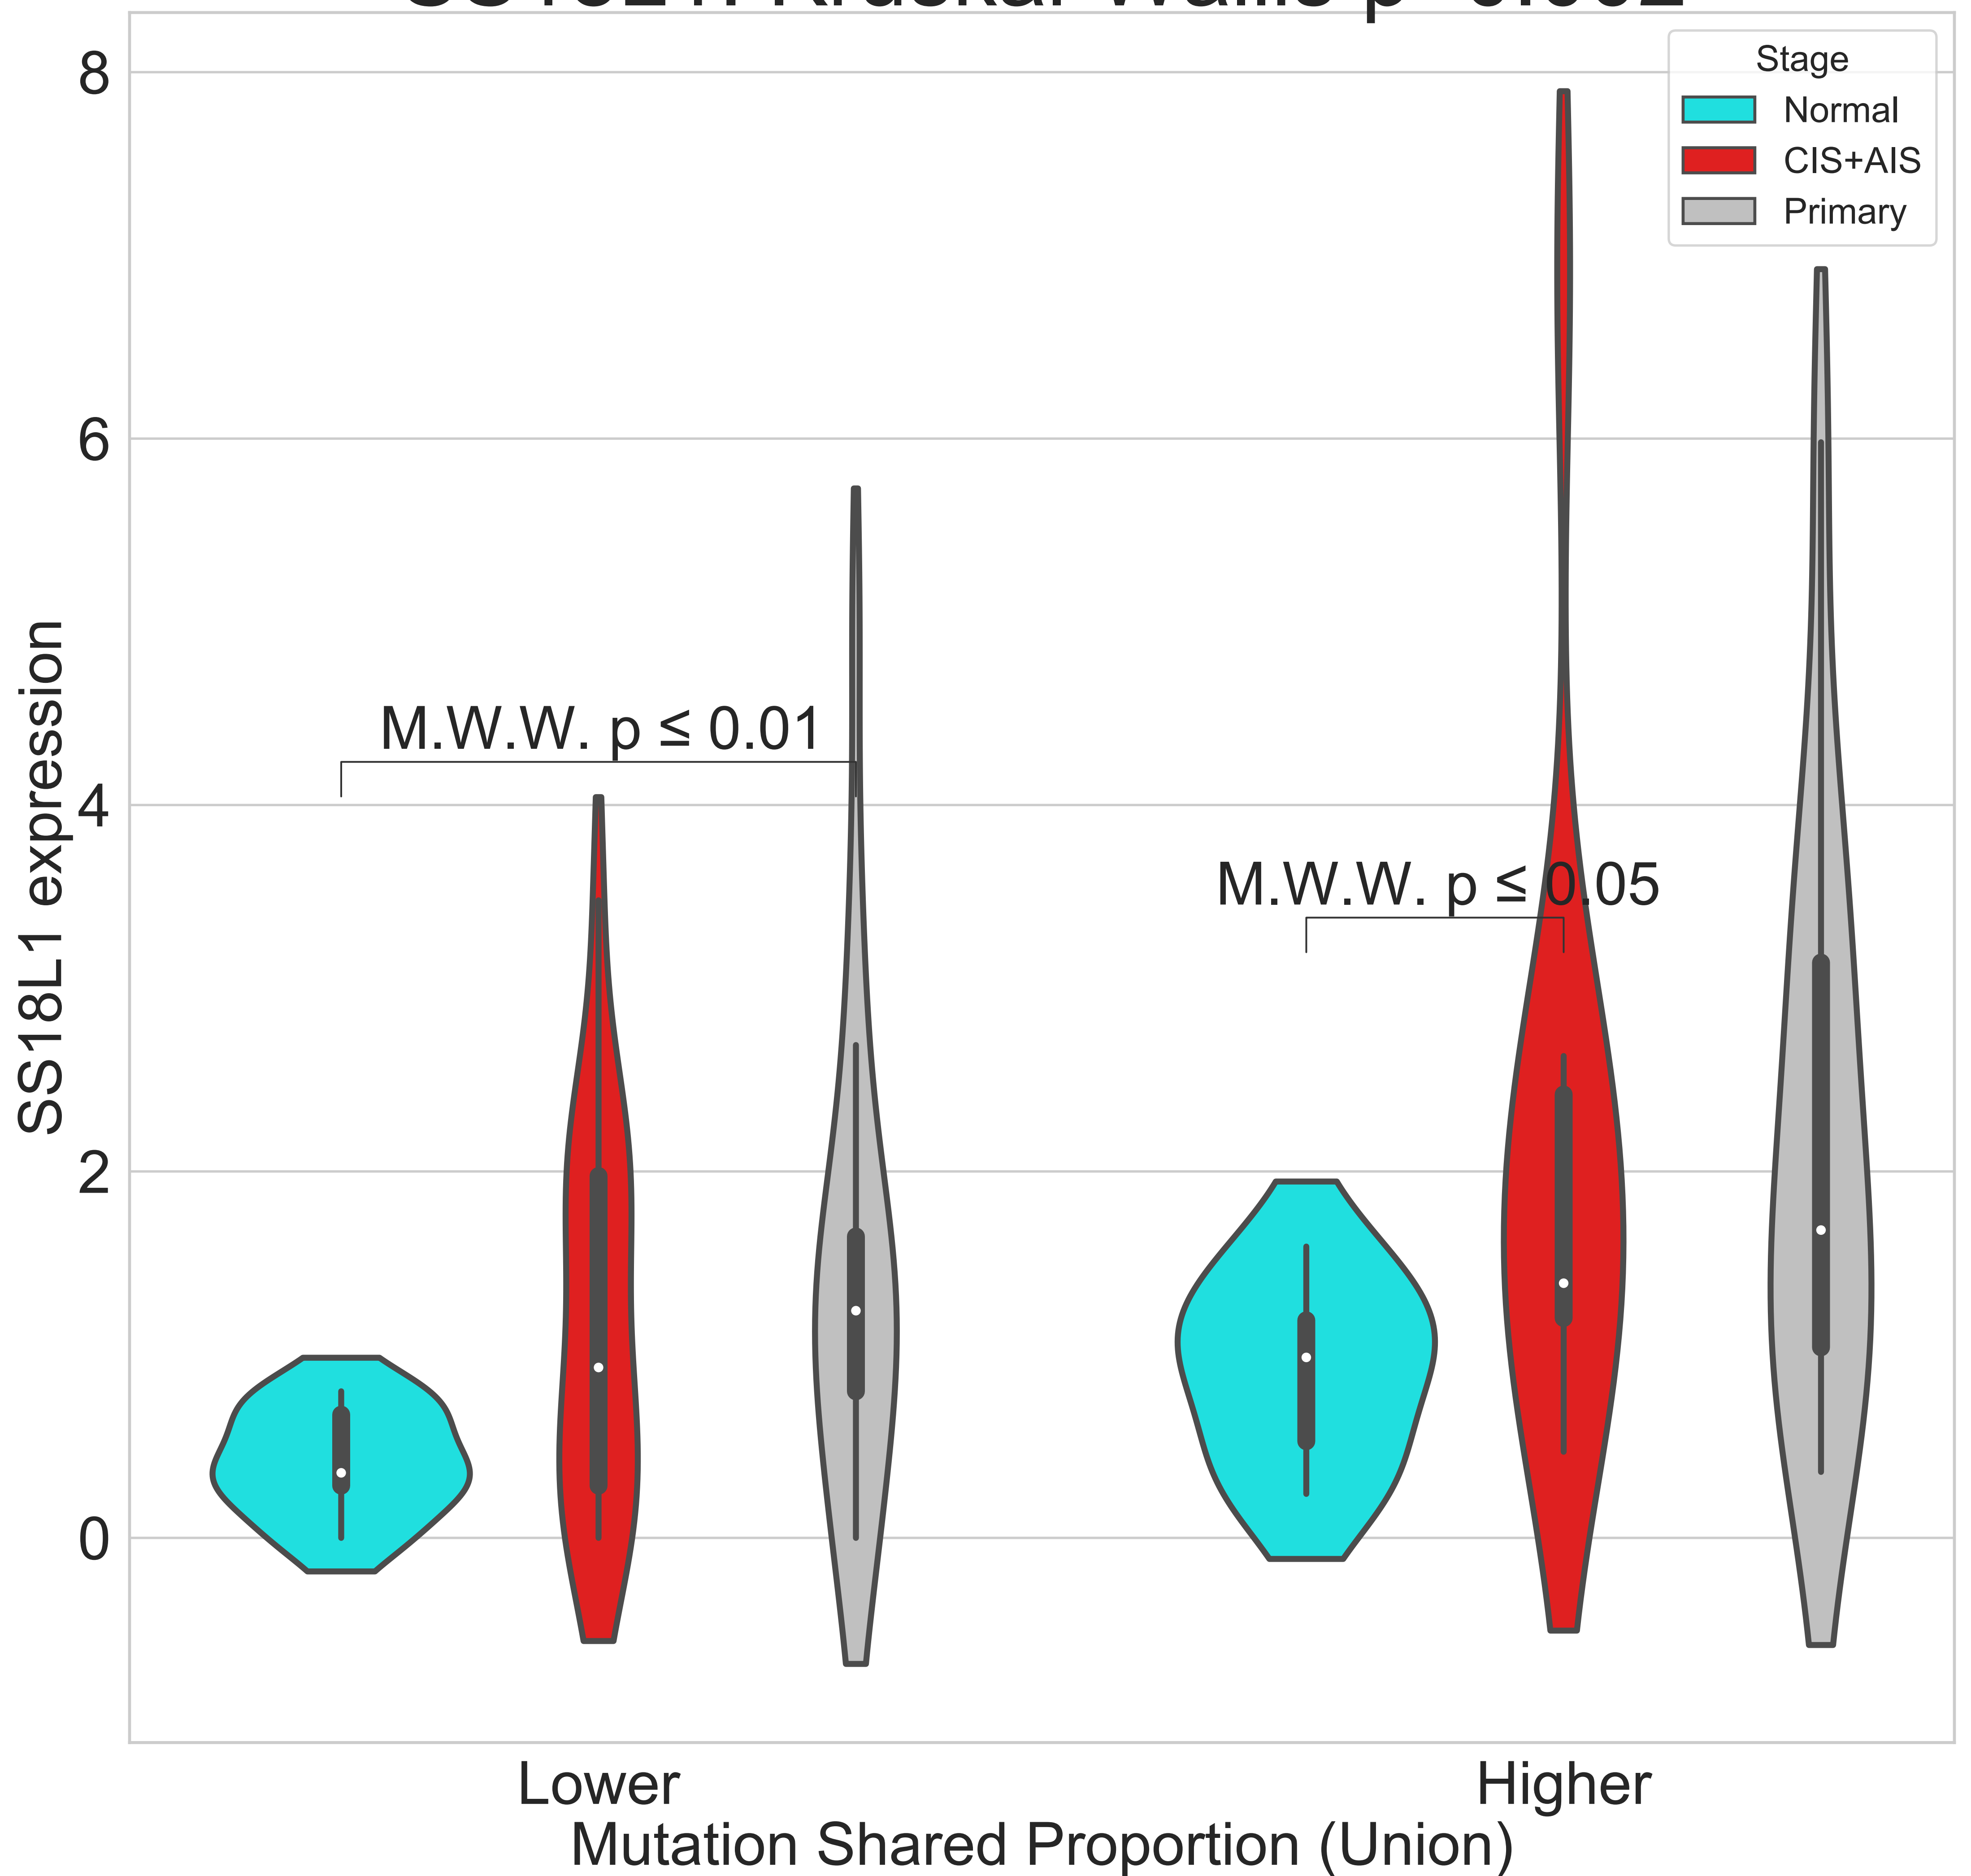 Stage
Normal
CIS+AIS
Primary
8
6
4
2
0
SS18L1 expression
M.W.W. p ≤ 0.01
M.W.W. p ≤ 0.05
Lower
Higher
Mutation Shared Proportion (Union)